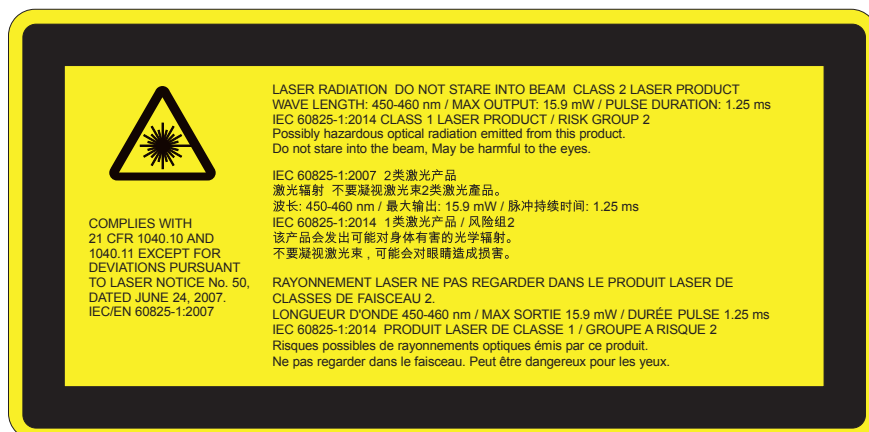 COMPLIES WITH
21 CFR 1040.10 AND
1040.11 EXCEPT FOR
DEVIATIONS PURSUANT
TO LASER NOTICE No. 50,
DATED JUNE 24, 2007.
IEC/EN 60825-1:2007
LASER RADIATION  DO NOT STARE INTO BEAM  CLASS 2 LASER PRODUCT
WAVE LENGTH: 450-460 nm / MAX OUTPUT: 15.9 mW / PULSE DURATION: 1.25 ms
IEC 60825-1:2014 CLASS 1 LASER PRODUCT / RISK GROUP 2
Possibly hazardous optical radiation emitted from this product.
Do not stare into the beam, May be harmful to the eyes.
IEC 60825-1:2007  2类激光产品
激光辐射  不要凝视激光束2类激光產品。
波长: 450-460 nm / 最大输出: 15.9 mW / 脉冲持续时间: 1.25 ms
IEC 60825-1:2014  1类激光产品 / 风险组2
该产品会发出可能对身体有害的光学辐射。
不要凝视激光束，可能会对眼睛造成损害。
RAYONNEMENT LASER NE PAS REGARDER DANS LE PRODUIT LASER DE
CLASSES DE FAISCEAU 2.
LONGUEUR D'ONDE 450-460 nm / MAX SORTIE 15.9 mW / DURÉE PULSE 1.25 ms
IEC 60825-1:2014  PRODUIT LASER DE CLASSE 1 / GROUPE A RISQUE 2
Risques possibles de rayonnements optiques émis par ce produit.
Ne pas regarder dans le faisceau. Peut être dangereux pour les yeux.